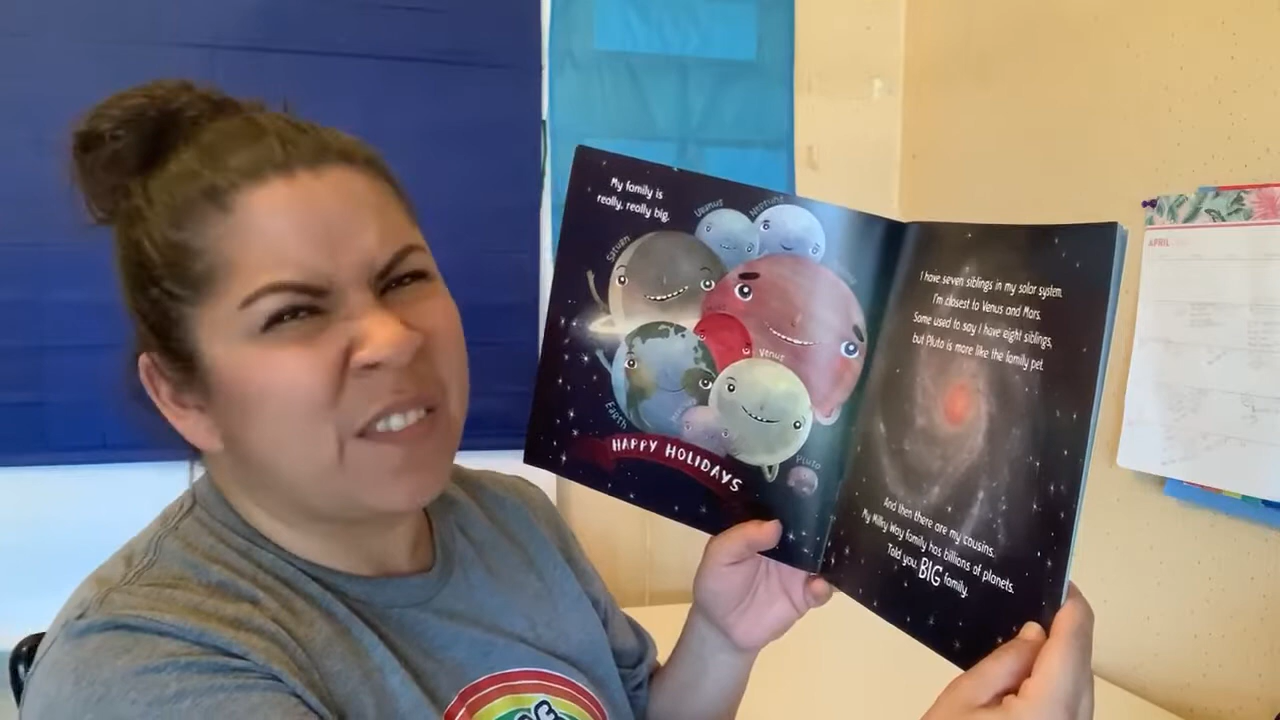 My family is
really, really big.
Uranus
Neptune
Saturn
Venus
Earth
Pluto
HAPPY HOLIDAYS
I have seven siblings in my solar system.
I'm closest to Venus and Mars.
Some used to say I have eight siblings,
but Pluto is more like the family pet.
And then there are my cousins.
My Milky Way family has billions of planets.
Told you. BIG family.
APRIL